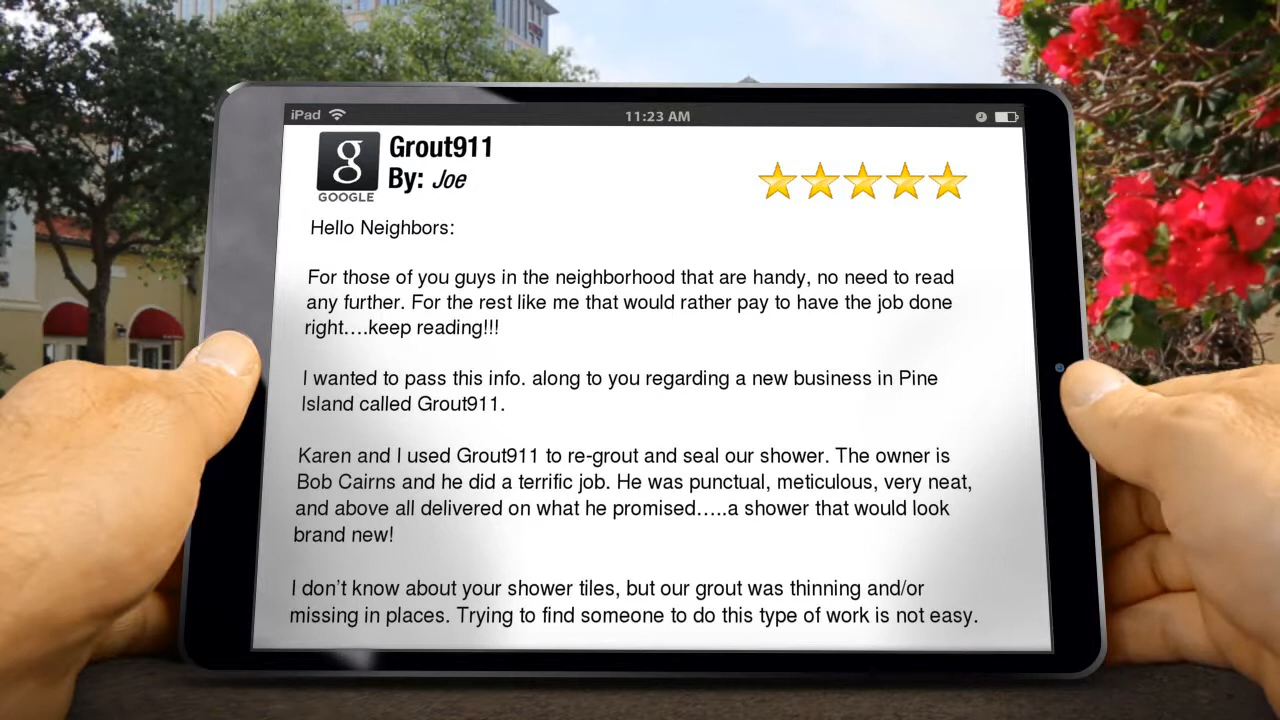 iPad 11:23 AM
g
GOOGLE
Grout911
By: Joe
Hello Neighbors:
For those of you guys in the neighborhood that are handy, no need to read
any further. For the rest like me that would rather pay to have the job done
right….keep reading!!!
I wanted to pass this info. along to you regarding a new business in Pine
Island called Grout911.
Karen and I used Grout911 to re-grout and seal our shower. The owner is
Bob Cairns and he did a terrific job. He was punctual, meticulous, very neat,
and above all delivered on what he promised…..a shower that would look
brand new!
I don’t know about your shower tiles, but our grout was thinning and/or
missing in places. Trying to find someone to do this type of work is not easy.